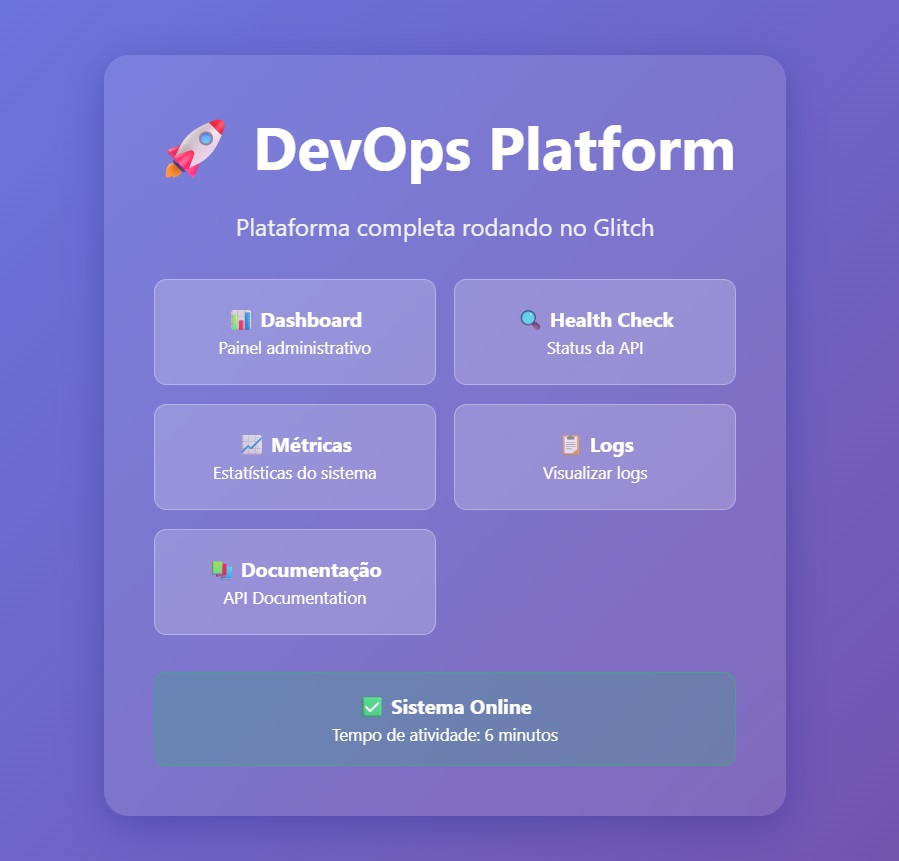 DevOps Platform
Plataforma completa rodando no Glitch
Dashboard
Painel administrativo
Health Check
Status da API
Métricas
Estatísticas do sistema
Logs
Visualizar logs
Documentação
API Documentation
Sistema Online
Tempo de atividade: 6 minutos